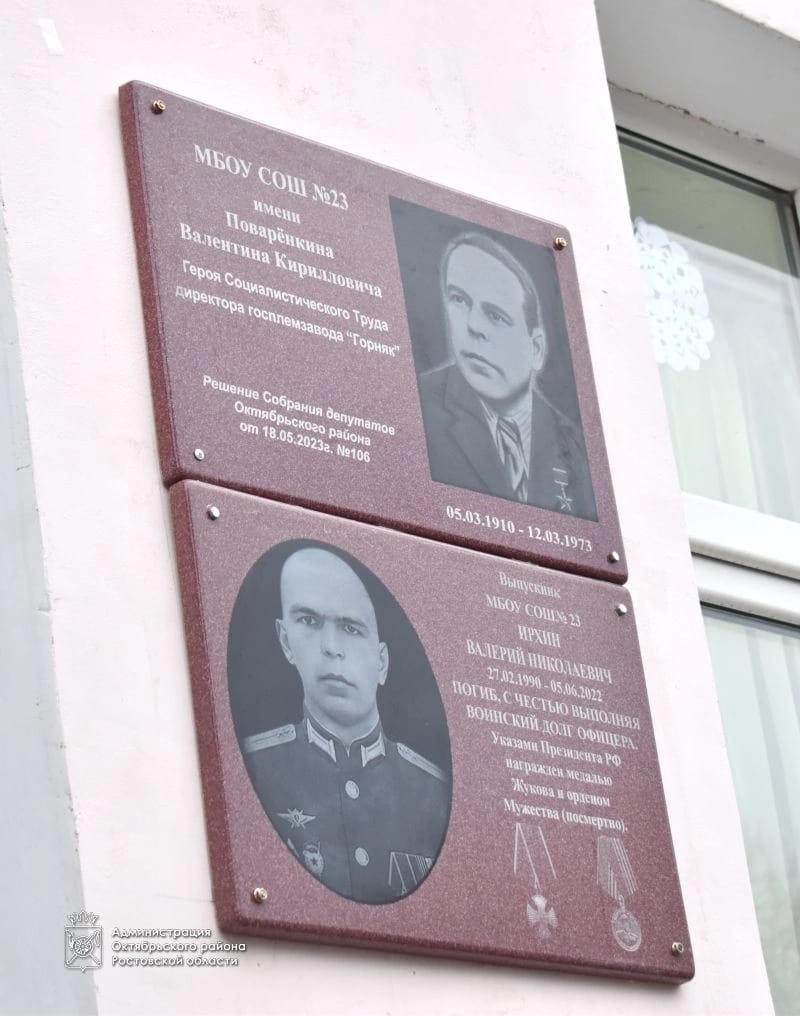 МБОУ СОШ №23
имени
Поварёнкина
Валентина Кирилловича
Героя Социалистического Труда
директора госплемзавода "Горняк"
Решение Собрания депутатов
Октябрьского района
от 18.05.2023г. №106
05.03.1910 - 12.03.1973
Выпускник
МБОУ СОШ№ 23
ИРХИН
ВАЛЕРИЙ НИКОЛАЕВИЧ
27.02.1990 - 05.06.2022
ПОГИБ, С ЧЕСТЬЮ ВЫПОЛНЯЯ
ВОИНСКИЙ ДОЛГ ОФИЦЕРА.
Указами Президента РФ
награжден медалью
Жукова и орденом
Мужества (посмертно).
Администрация
Октябрьского района
Ростовской области